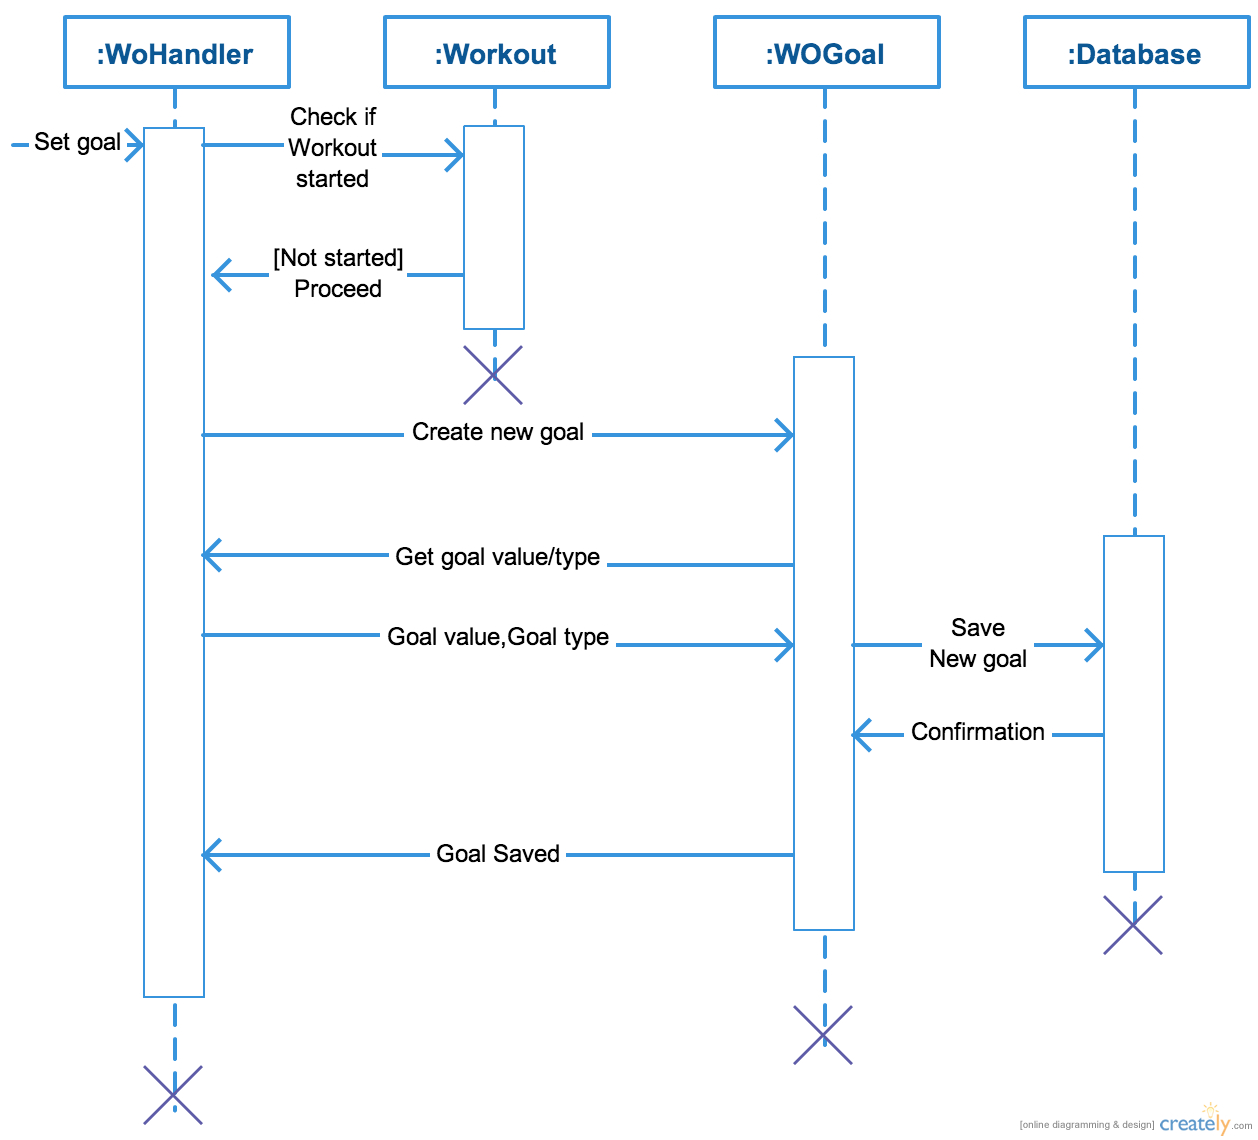 :WoHandler
:Workout
:WOGoal
:Database
Set goal
Check if
Workout
started
[Not started]
Proceed
Create new goal
Get goal value/type
Goal value,Goal type
Save
New goal
Confirmation
Goal Saved
[online diagramming & design] creately.com